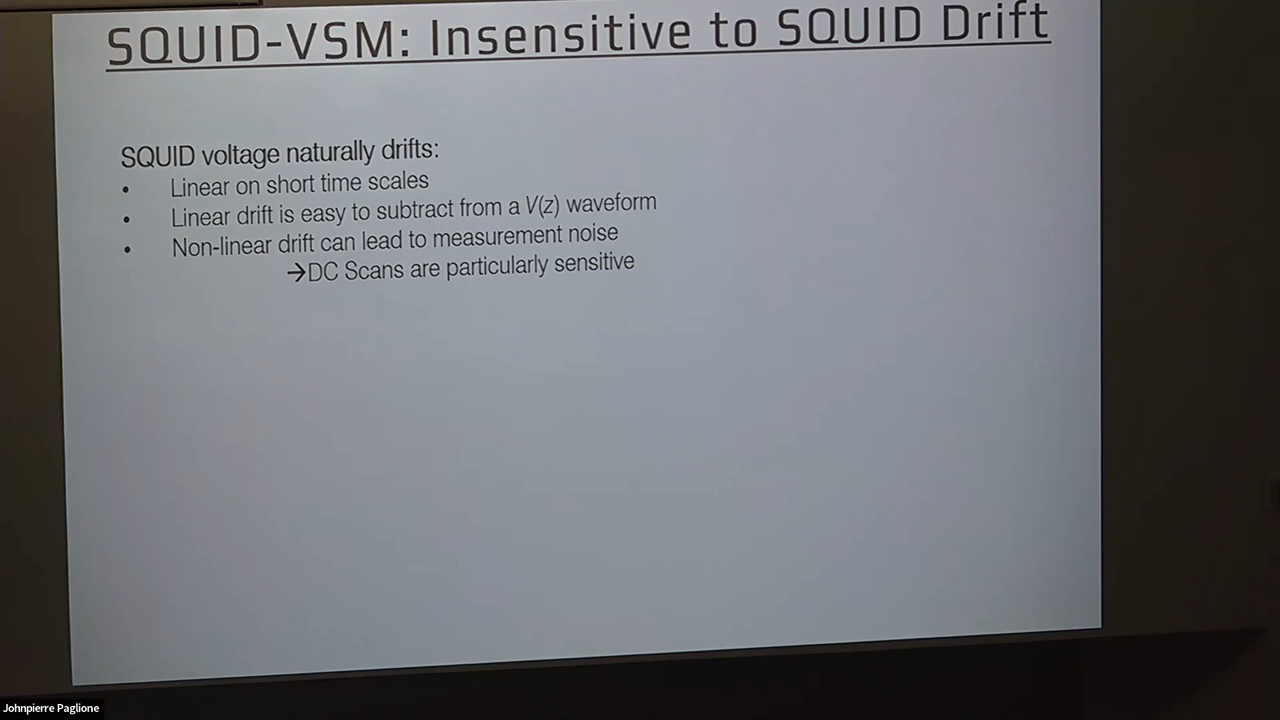 SQUID-VSM: Insensitive to SQUID Drift
SQUID voltage naturally drifts:
• Linear on short time scales
• Linear drift is easy to subtract from a V(z) waveform
• Non-linear drift can lead to measurement noise
→DC Scans are particularly sensitive
Johnpierre Paglione